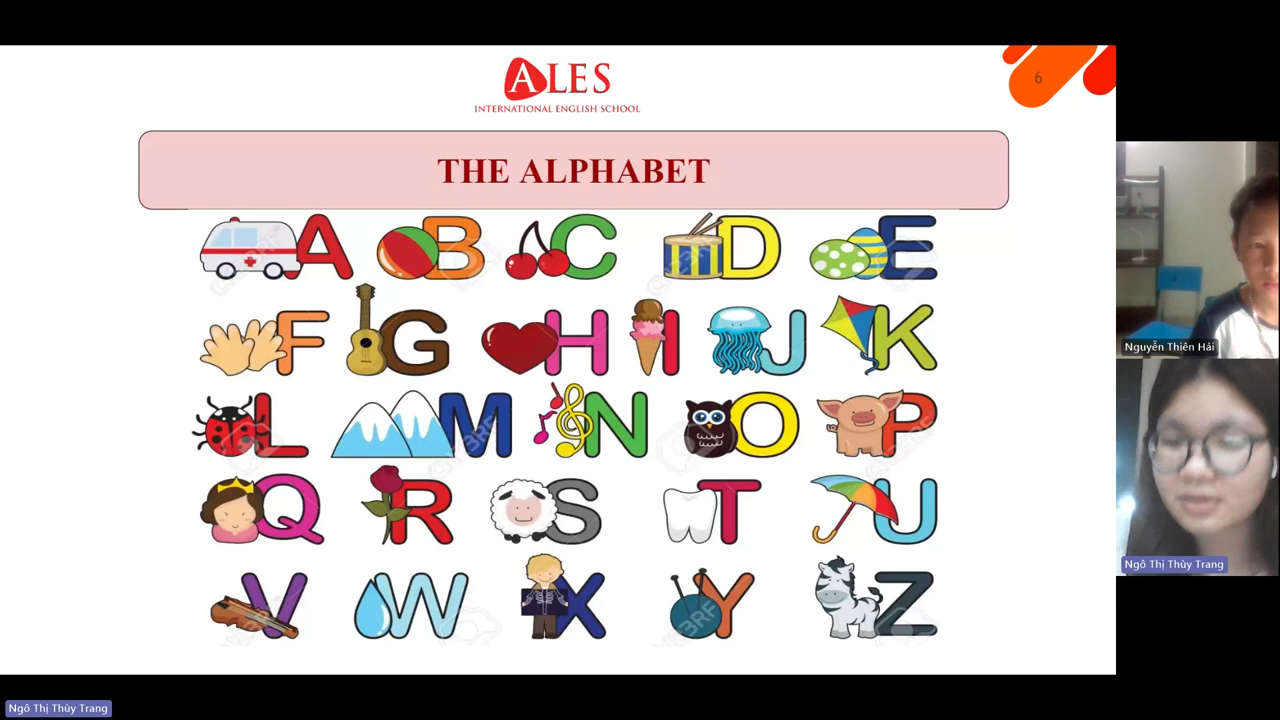 ALES
INTERNATIONAL ENGLISH SCHOOL
6
THE ALPHABET
A B C D E
F G H I J K
L M N O P
Q R S T U
V W X Y Z
Nguyễn Thiên Hải
Ngô Thị Thùy Trang
Ngô Thị Thùy Trang